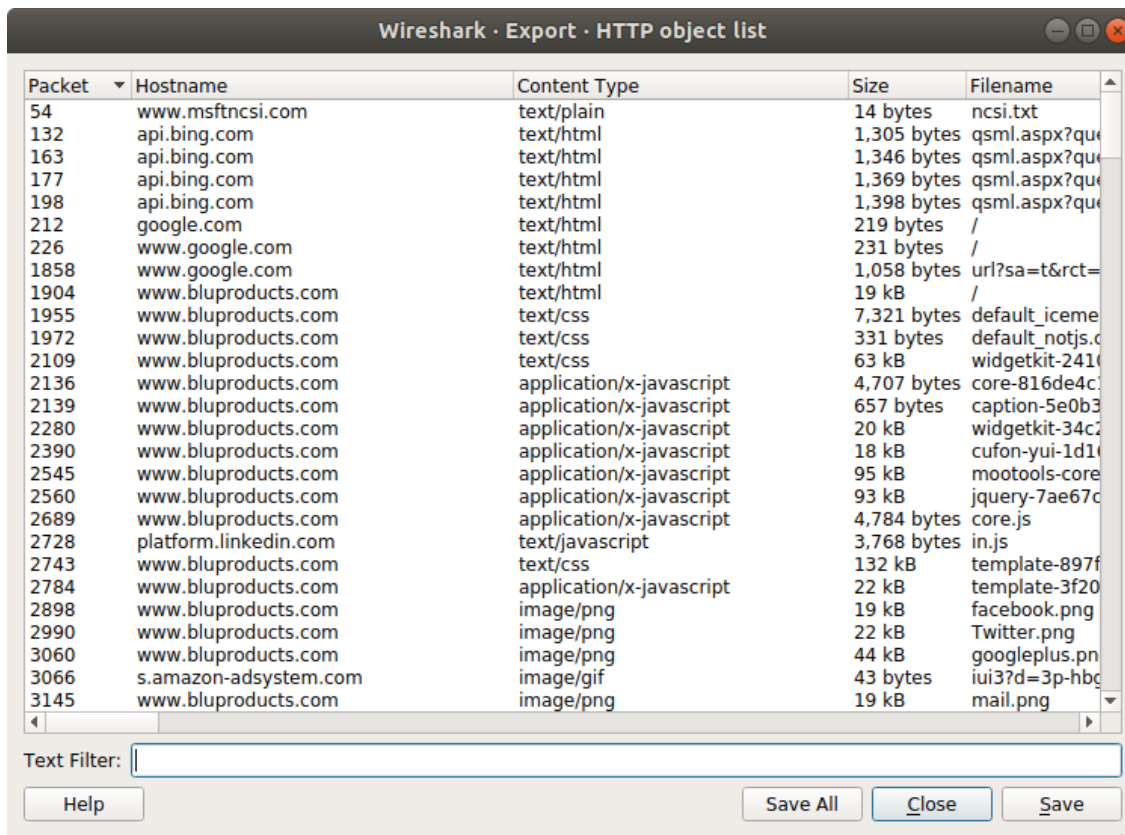 Wireshark · Export · HTTP object list
Packet Hostname Content Type Size Filename
54 www.msftncsi.com text/plain 14 bytes ncsi.txt
132 api.bing.com text/html 1,305 bytes qsml.aspx?que
163 api.bing.com text/html 1,346 bytes qsml.aspx?que
177 api.bing.com text/html 1,369 bytes qsml.aspx?que
198 api.bing.com text/html 1,398 bytes qsml.aspx?que
212 google.com text/html 219 bytes /
226 www.google.com text/html 231 bytes /
1858 www.google.com text/html 1,058 bytes url?sa=t&rct=
1904 www.bluproducts.com text/html 19 kB /
1955 www.bluproducts.com text/css 7,321 bytes default_iceme
1972 www.bluproducts.com text/css 331 bytes default_notjs.c
2109 www.bluproducts.com text/css 63 kB widgetkit-2410
2136 www.bluproducts.com application/x-javascript 4,707 bytes core-816de4c
2139 www.bluproducts.com application/x-javascript 657 bytes caption-5e0b3
2280 www.bluproducts.com application/x-javascript 20 kB widgetkit-34c2
2390 www.bluproducts.com application/x-javascript 18 kB cufon-yui-1d16
2545 www.bluproducts.com application/x-javascript 95 kB mootools-core
2560 www.bluproducts.com application/x-javascript 93 kB jquery-7ae67c
2689 www.bluproducts.com application/x-javascript 4,784 bytes core.js
2728 platform.linkedin.com text/javascript 3,768 bytes in.js
2743 www.bluproducts.com text/css 132 kB template-897f
2784 www.bluproducts.com application/x-javascript 22 kB template-3f20
2898 www.bluproducts.com image/png 19 kB facebook.png
2990 www.bluproducts.com image/png 22 kB Twitter.png
3060 www.bluproducts.com image/png 44 kB googleplus.pn
3066 s.amazon-adsystem.com image/gif 43 bytes iui3?d=3p-hbg
3145 www.bluproducts.com image/png 19 kB mail.png
Text Filter:
Help Save All Close Save